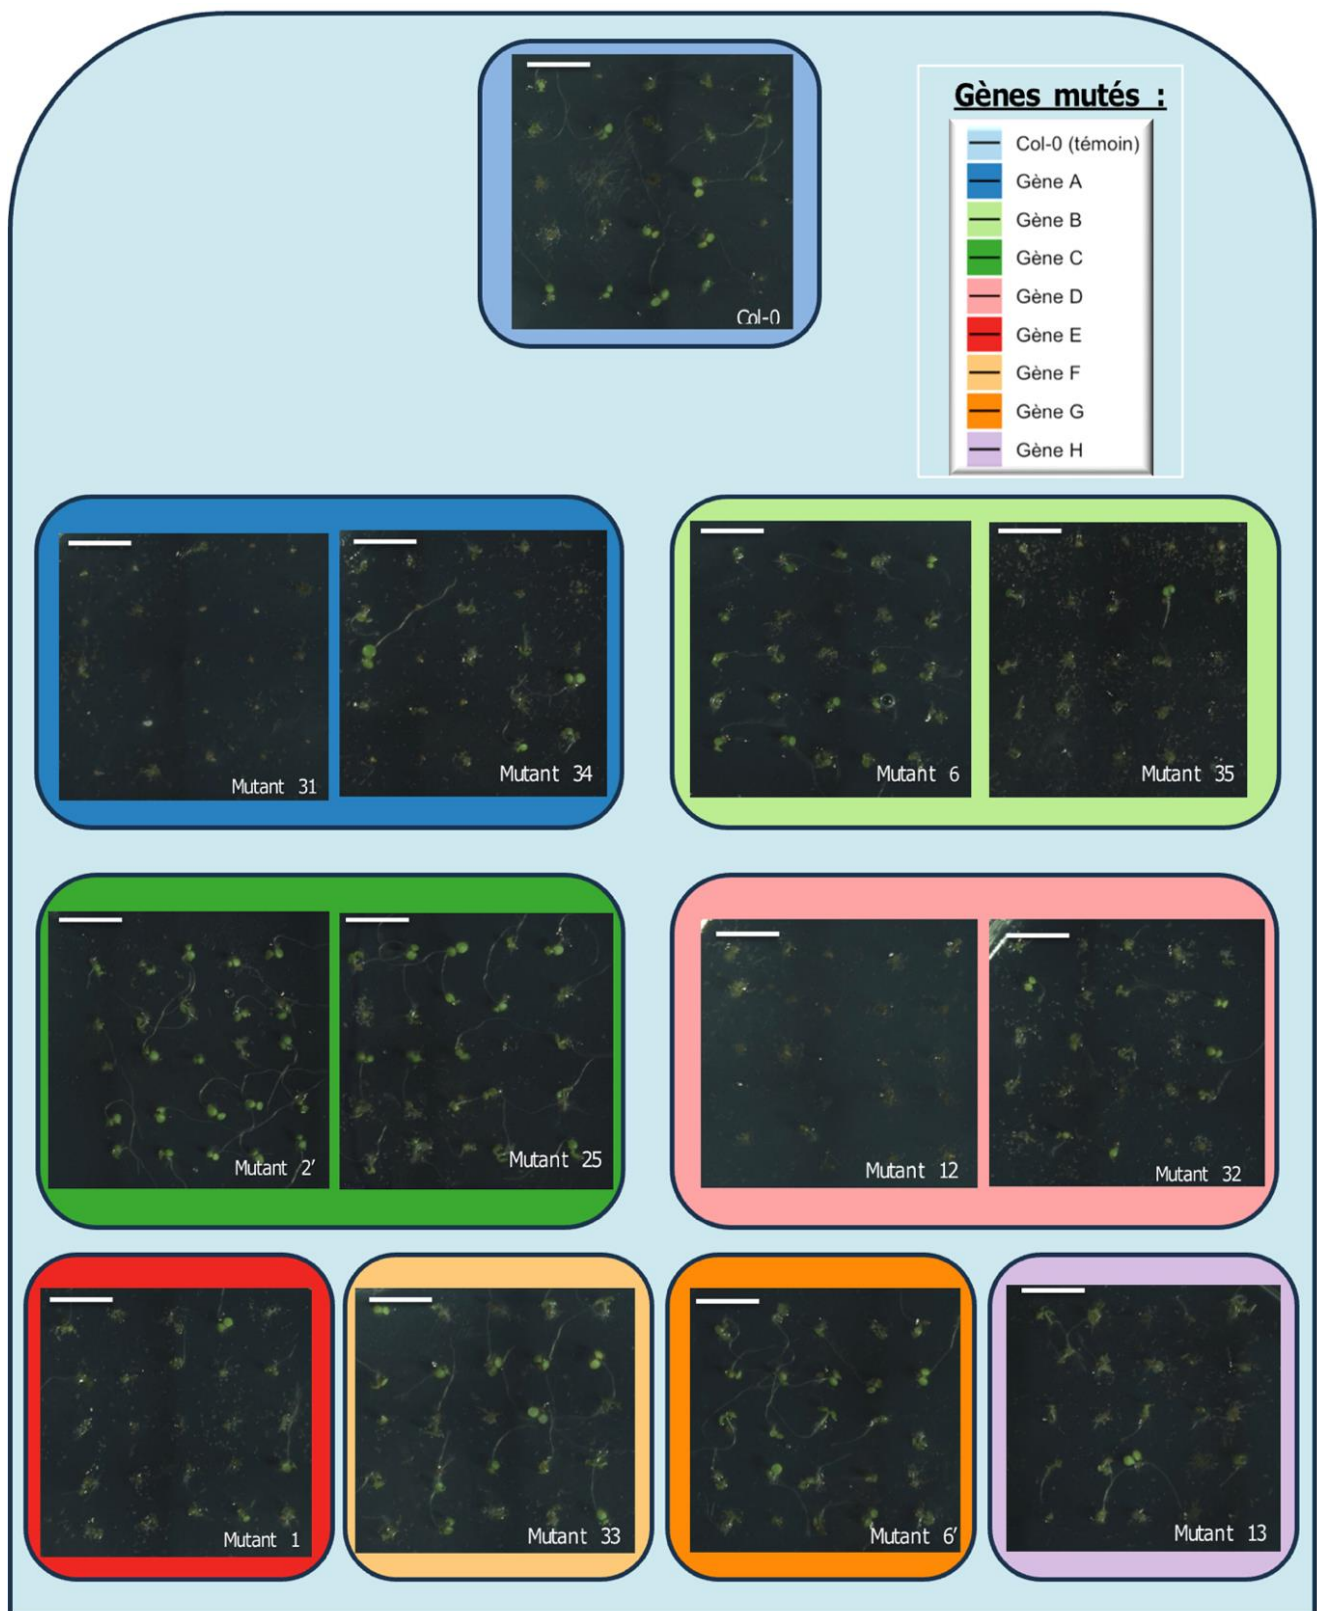 Gènes mutés :
Col-0 (témoin)
Gène A
Gène B
Gène C
Gène D
Gène E
Gène F
Gène G
Gène H
Col-0
Mutant 31
Mutant 34
Mutant 6
Mutant 35
Mutant 2'
Mutant 25
Mutant 12
Mutant 32
Mutant 1
Mutant 33
Mutant 6'
Mutant 13